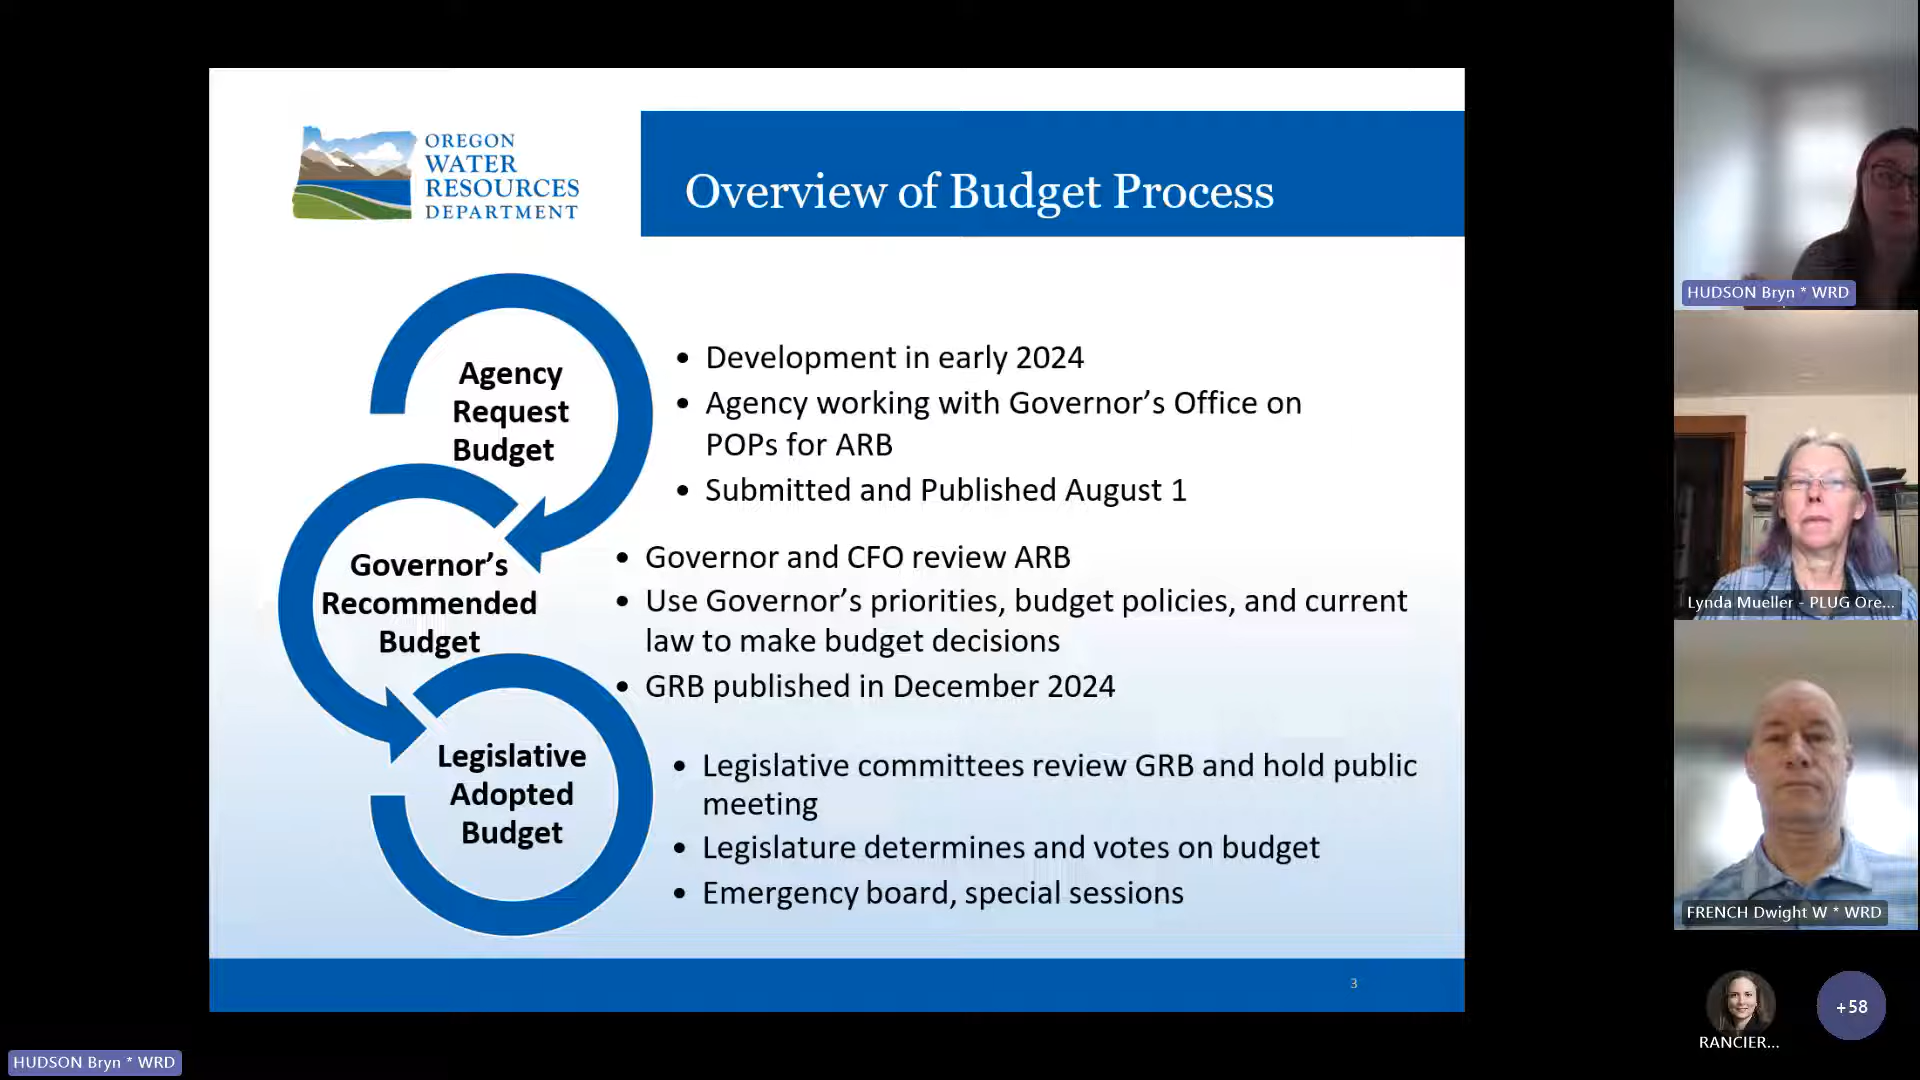 OREGON
WATER
RESOURCES
DEPARTMENT
Overview of Budget Process
Agency
Request
Budget
• Development in early 2024
• Agency working with Governor’s Office on
POPs for ARB
• Submitted and Published August 1
Governor’s
Recommended
Budget
• Governor and CFO review ARB
• Use Governor’s priorities, budget policies, and current
law to make budget decisions
• GRB published in December 2024
Legislative
Adopted
Budget
• Legislative committees review GRB and hold public
meeting
• Legislature determines and votes on budget
• Emergency board, special sessions
3
HUDSON Bryn * WRD
Lynda Mueller - PLUG Ore...
FRENCH Dwight W * WRD
RANCIER...
+58
HUDSON Bryn * WRD